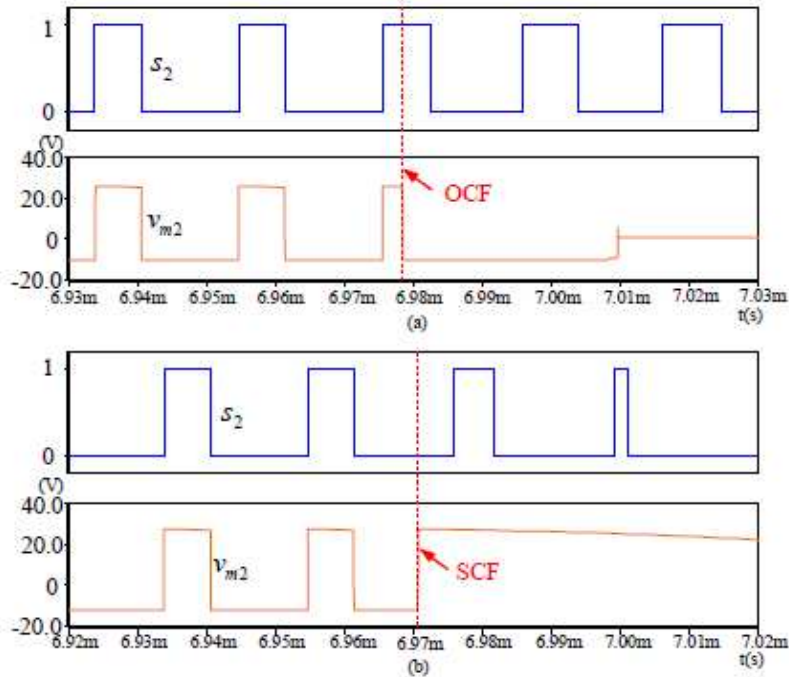 1
s2
0
(V)
40.0
20.0
OCF
vm2
0
-20.0
6.93m 6.94m 6.95m 6.96m 6.97m 6.98m 6.99m 7.00m 7.01m 7.02m 7.03m
(a) t(s)
1
s2
0
(V)
40.0
20.0
vm2 SCF
0
-20.0
6.92m 6.93m 6.94m 6.95m 6.96m 6.97m 6.98m 6.99m 7.00m 7.01m 7.02m
(b) t(s)